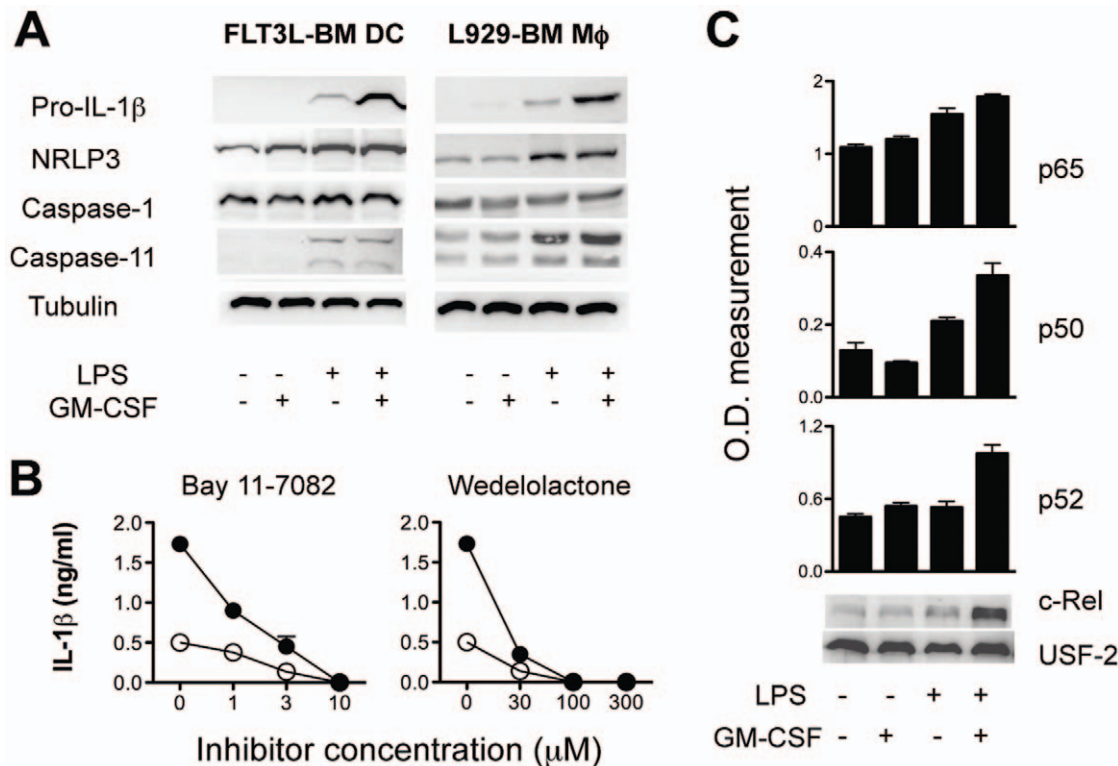 A
FLT3L-BM DC
L929-BM Mϕ
Pro-IL-1β
NRLP3
Caspase-1
Caspase-11
Tubulin
LPS - - + + - - + +
GM-CSF - + - + - + - +
B
Bay 11-7082
Wedelolactone
IL-1β (ng/ml)
2.0
1.5
1.0
0.5
0.0
0 1 3 10
2.0
1.5
1.0
0.5
0.0
0 30 100 300
Inhibitor concentration (μM)
C
O.D. measurement
2
1
0
p65
0.4
0.2
0.0
p50
1.2
0.6
0.0
p52
c-Rel
USF-2
LPS - - + +
GM-CSF - + - +